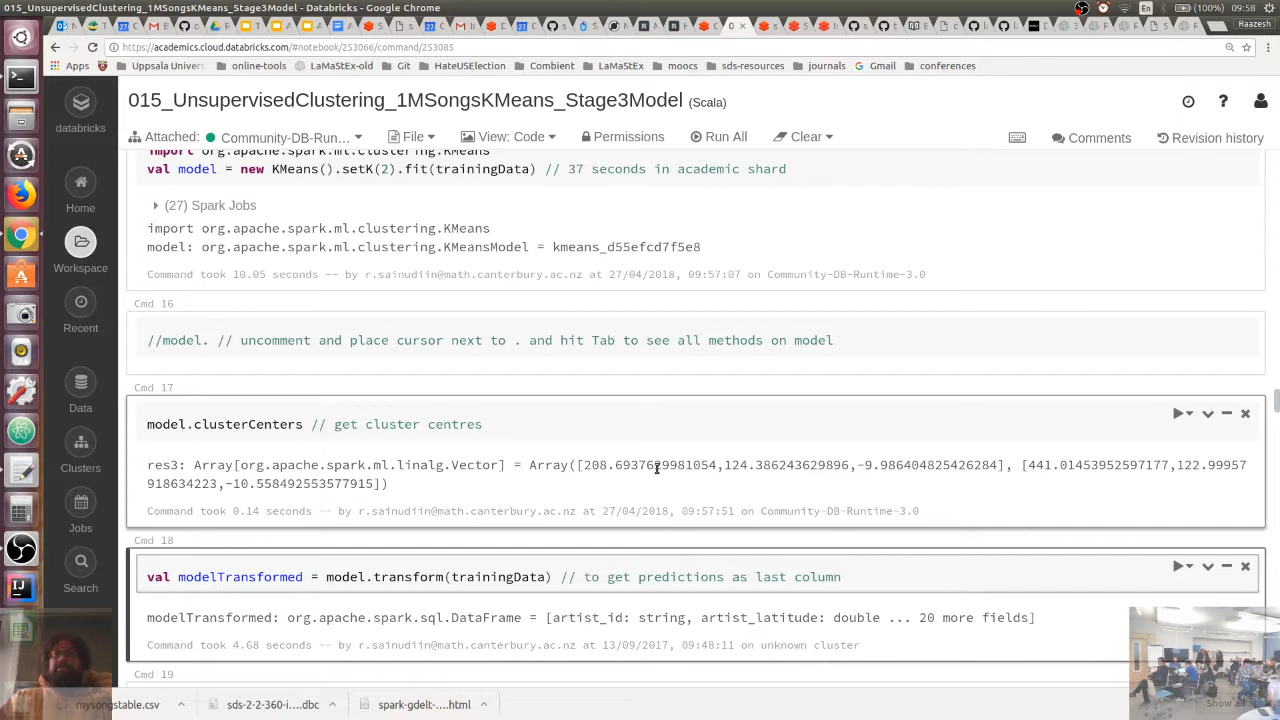 015_UnsupervisedClustering_1MSongsKMeans_Stage3Model - Databricks - Google Chrome
En (100%) 09:58
Raazesh
https://academics.cloud.databricks.com/#notebook/253066/command/253085
Apps Uppsala Univers online-tools LaMaStEx-old Git HateUSElection Combient LaMaStEx moocs sds-resources journals Gmail conferences
databricks
015_UnsupervisedClustering_1MSongsKMeans_Stage3Model (Scala)
Attached: Community-DB-Run... File View: Code Permissions Run All Clear Comments Revision history
Home
Workspace
Recent
Data
Clusters
Jobs
Search
import org.apache.spark.ml.clustering.KMeans
val model = new KMeans().setK(2).fit(trainingData) // 37 seconds in academic shard
(27) Spark Jobs
import org.apache.spark.ml.clustering.KMeans
model: org.apache.spark.ml.clustering.KMeansModel = kmeans_d55efcd7f5e8
Command took 10.05 seconds -- by r.sainudiin@math.canterbury.ac.nz at 27/04/2018, 09:57:07 on Community-DB-Runtime-3.0
Cmd 16
//model. // uncomment and place cursor next to . and hit Tab to see all methods on model
Cmd 17
model.clusterCenters // get cluster centres
res3: Array[org.apache.spark.ml.linalg.Vector] = Array([208.6937629981054,124.386243629896,-9.986404825426284], [441.01453952597177,122.99957
918634223,-10.558492553577915])
Command took 0.14 seconds -- by r.sainudiin@math.canterbury.ac.nz at 27/04/2018, 09:57:51 on Community-DB-Runtime-3.0
Cmd 18
val modelTransformed = model.transform(trainingData) // to get predictions as last column
modelTransformed: org.apache.spark.sql.DataFrame = [artist_id: string, artist_latitude: double ... 20 more fields]
Command took 4.68 seconds -- by r.sainudiin@math.canterbury.ac.nz at 13/09/2017, 09:48:11 on unknown cluster
Cmd 19
mysongstable.csv sds-2-2-360-i....dbc spark-gdelt-....html Show all